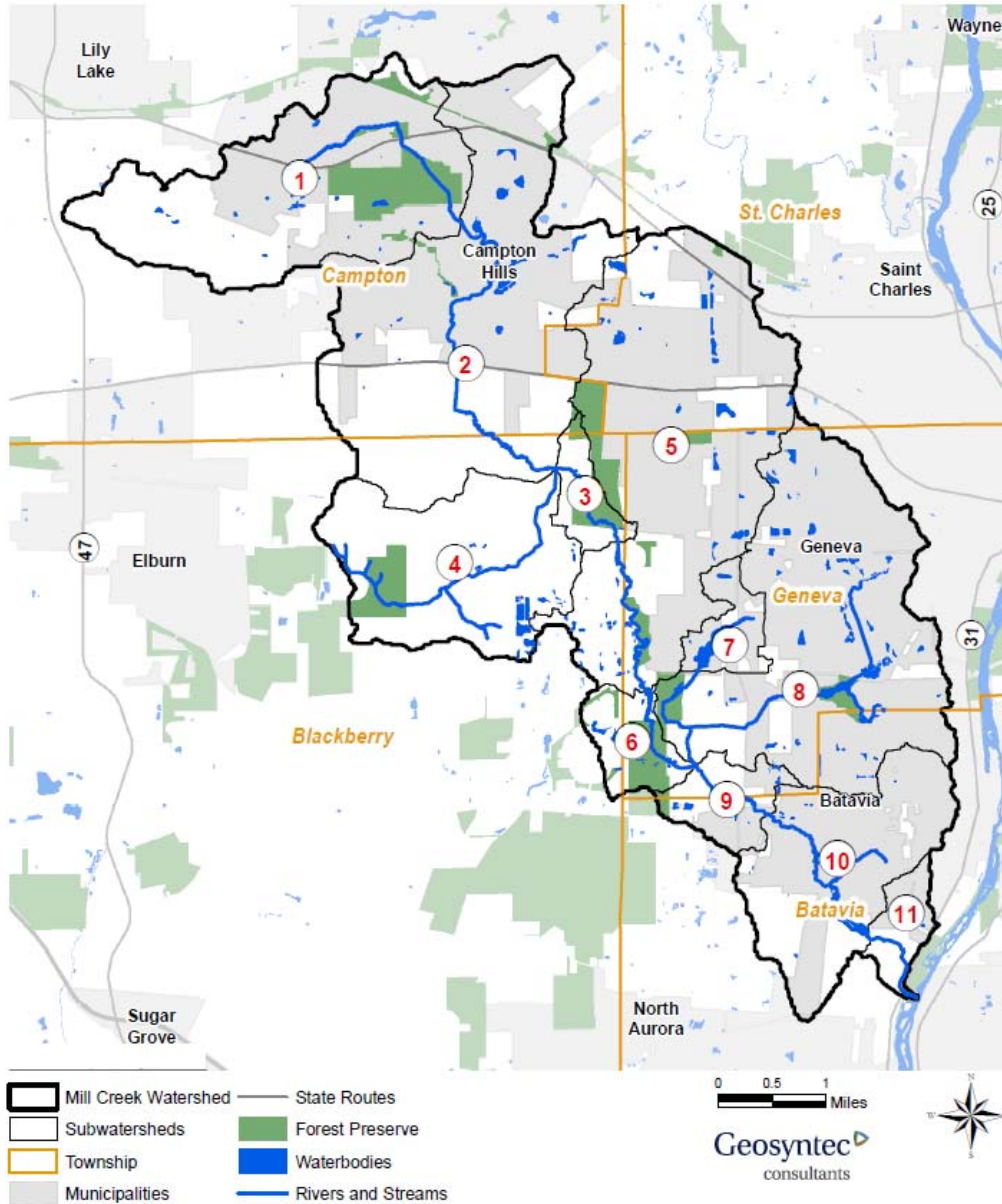 Wayne
Lily
Lake
1
25
St. Charles
Campton
Hills
Campton
Saint
Charles
2
5
3
47
Elburn
4
Geneva
Geneva
31
7
8
Blackberry
6
9
Batavia
10
Batavia
11
Sugar
Grove
North
Aurora
Mill Creek Watershed
Subwatersheds
Township
Municipalities
State Routes
Forest Preserve
Waterbodies
Rivers and Streams
0 0.5 1
Miles
Geosyntec
consultants
N
W
E
S